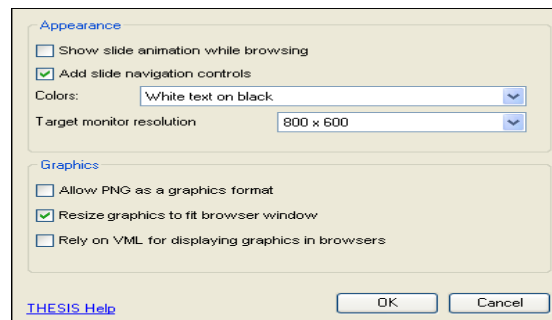 Appearance
Show slide animation while browsing
Add slide navigation controls
Colors: White text on black
Target monitor resolution 800 x 600
Graphics
Allow PNG as a graphics format
Resize graphics to fit browser window
Rely on VML for displaying graphics in browsers
THESIS Help OK Cancel